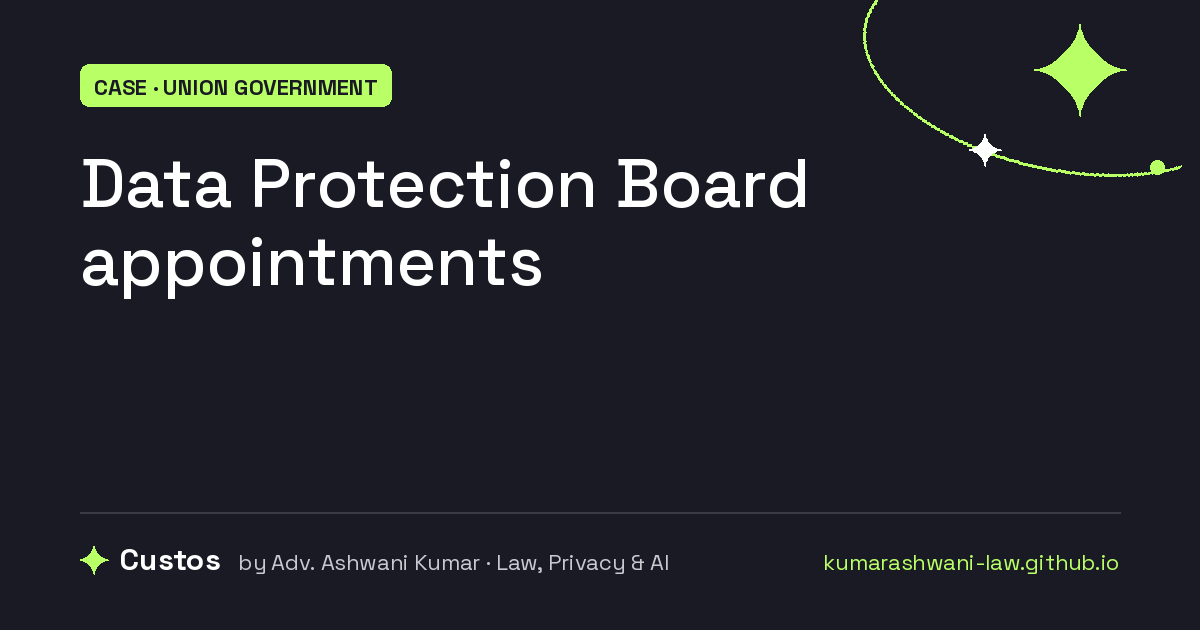 CASE · UNION GOVERNMENT
Data Protection Board
appointments
Custos by Adv. Ashwani Kumar · Law, Privacy & AI kumarashwani-law.github.io